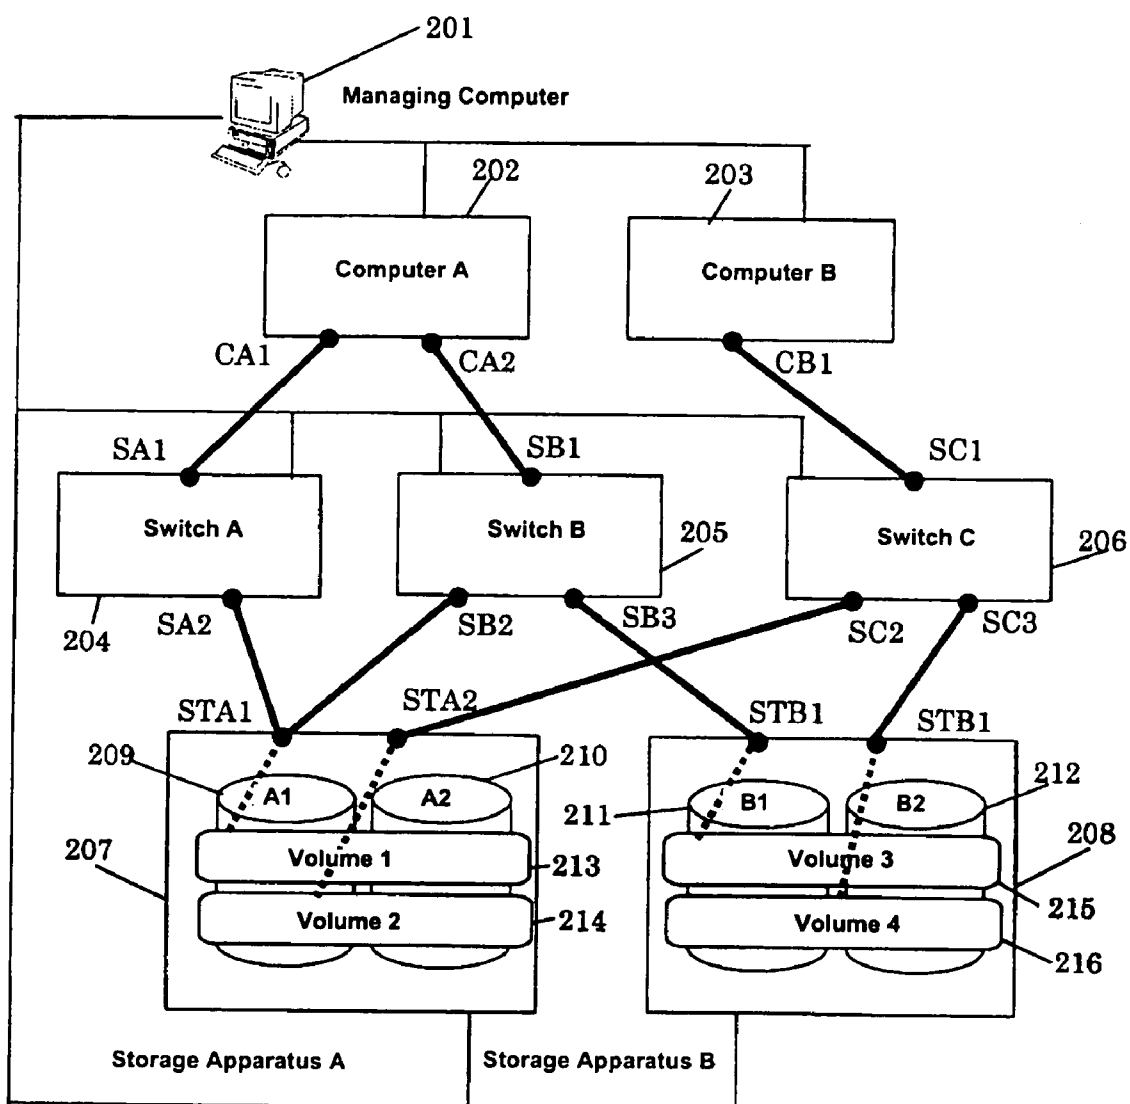 201
Managing Computer
202
203
Computer A
Computer B
CA1
CA2
CB1
SA1
SB1
SC1
Switch A
Switch B
205
Switch C
206
204
SA2
SB2
SB3
SC2
SC3
STA1
STA2
STB1
STB1
209
210
211
212
A1
A2
B1
B2
207
Volume 1
213
Volume 3
208
Volume 2
214
Volume 4
215
216
Storage Apparatus A
Storage Apparatus B